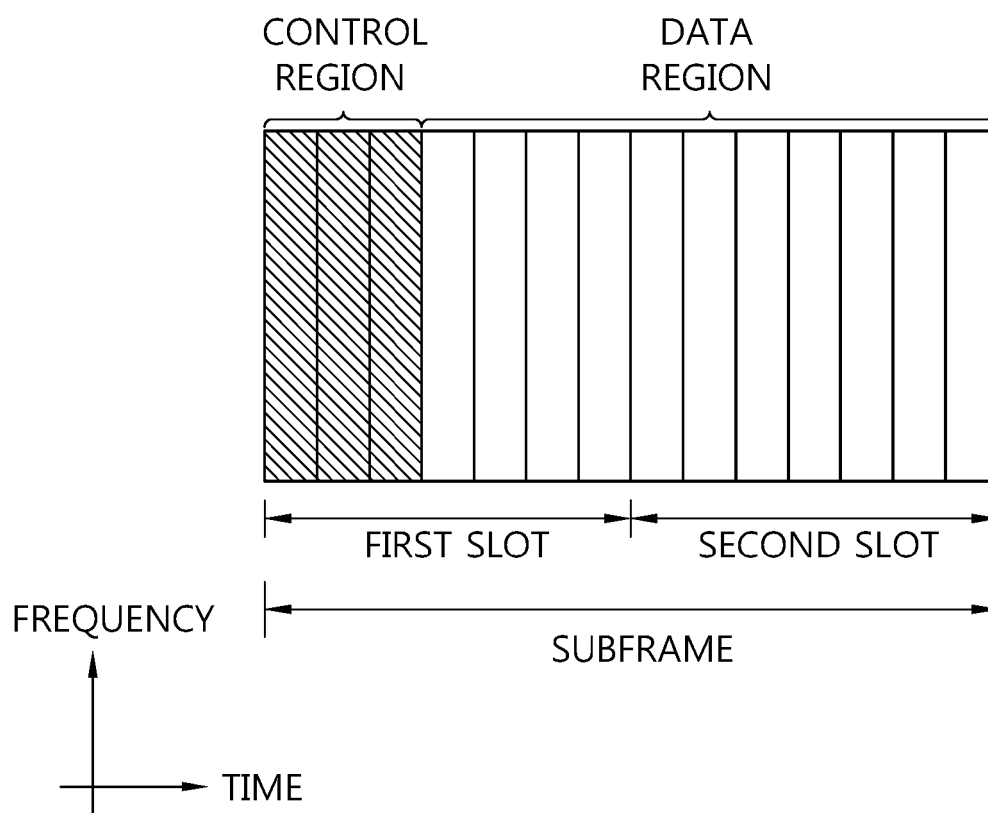 CONTROL
REGION
DATA
REGION
FIRST SLOT
SECOND SLOT
SUBFRAME
FREQUENCY
TIME